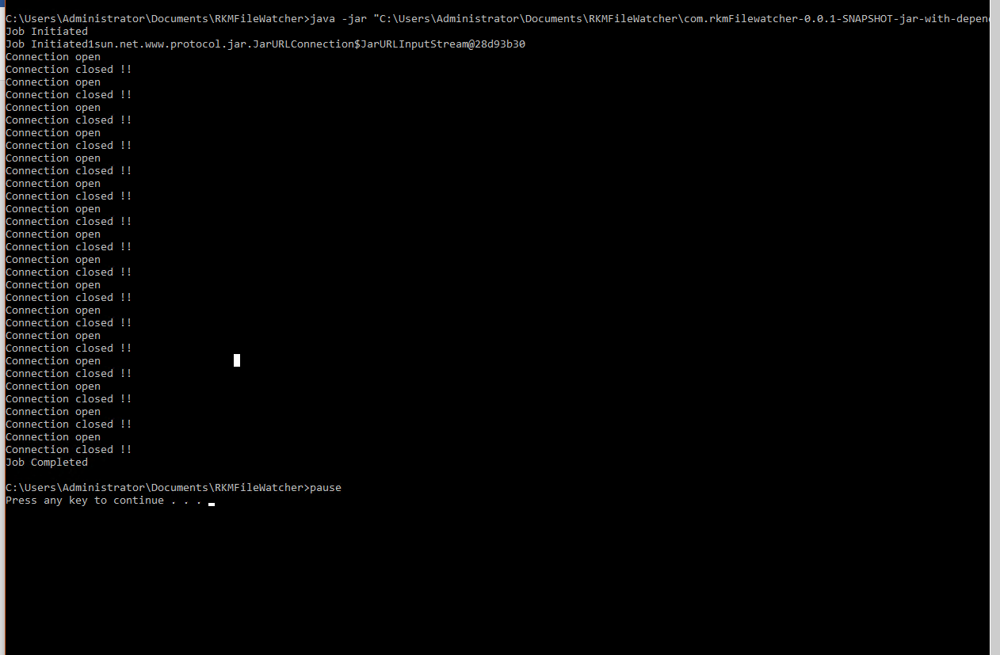 C:\Users\Administrator\Documents\RKMFileWatcher>java -jar "C:\Users\Administrator\Documents\RKMFileWatcher\com.rkmFilewatcher-0.0.1-SNAPSHOT-jar-with-depen
Job Initiated
Job Initiated1sun.net.www.protocol.jar.JarURLConnection$JarURLInputStream@28d93b30
Connection open
Connection closed !!
Connection open
Connection closed !!
Connection open
Connection closed !!
Connection open
Connection closed !!
Connection open
Connection closed !!
Connection open
Connection closed !!
Connection open
Connection closed !!
Connection open
Connection closed !!
Connection open
Connection closed !!
Connection open
Connection closed !!
Connection open
Connection closed !!
Connection open
Connection closed !!
Connection open
Connection closed !!
Connection open
Connection closed !!
Connection open
Connection closed !!
Connection open
Connection closed !!
Job Completed
C:\Users\Administrator\Documents\RKMFileWatcher>pause
Press any key to continue . . .